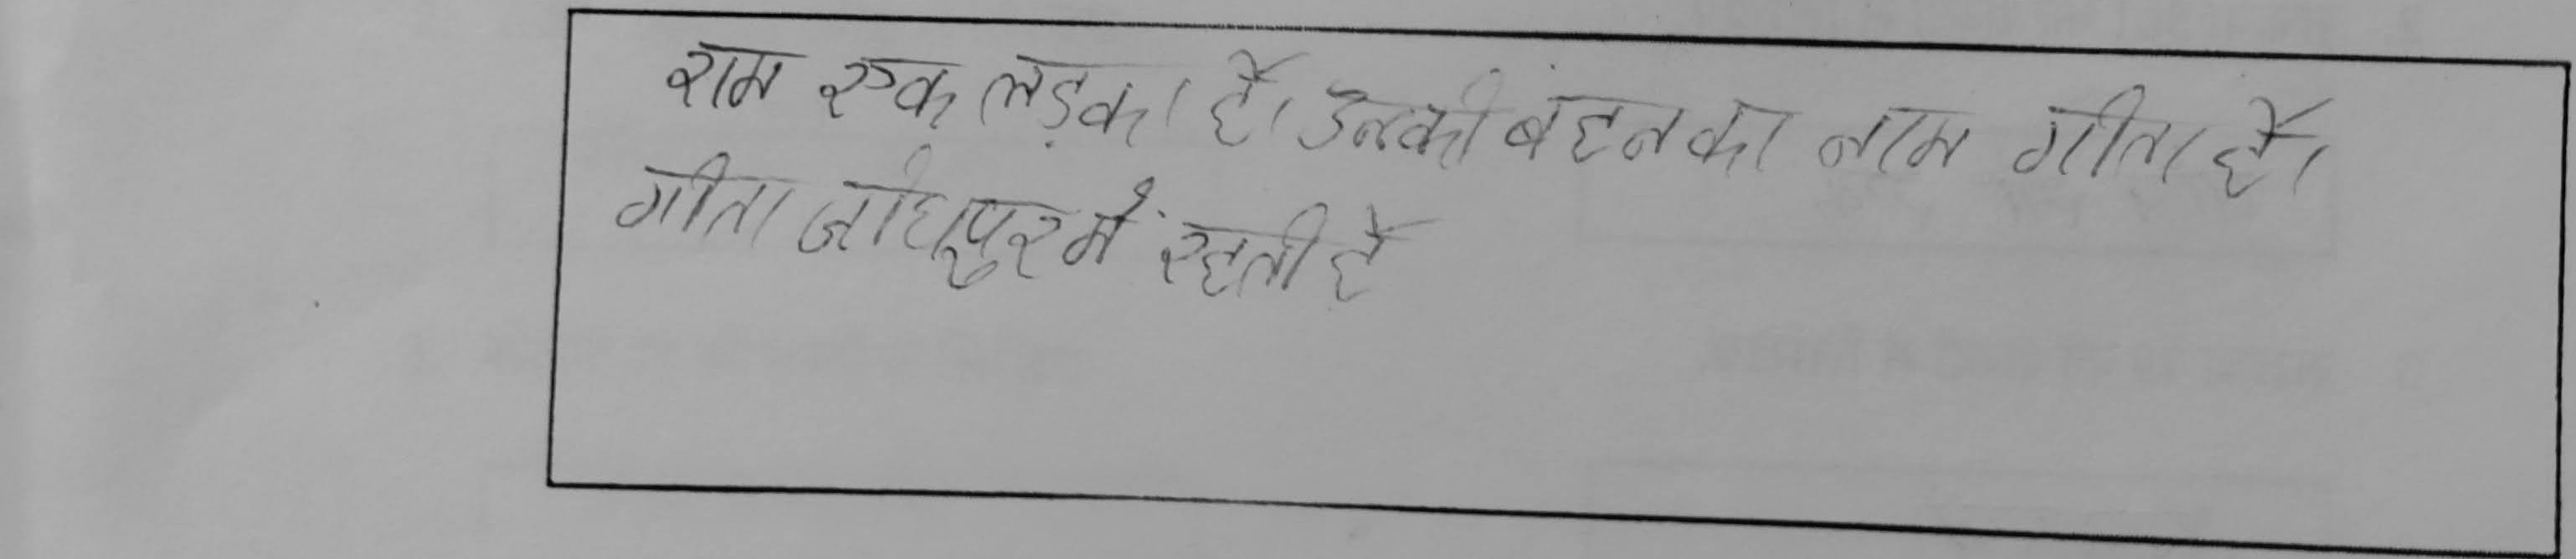 राम एक लड़का है। उनकी बहन का नाम गीता है।
गीता जोधपुर में रहती है